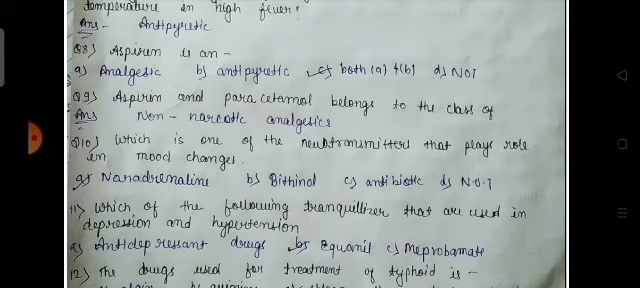 temperature in high fever?
Ans - Antipyretic
Q8) Aspiren is an -
a) Analgesic b) antipyretic c) both (a) & (b) d) NOT
Q9) Aspirin and paracetamol belongs to the class of
Ans Non-narcotic analgesics
Q10) which is one of the neubtransmitters that plays role
in mood changes.
a) Nanadrenaline b) Bithinol c) antibiotic d) N.O.T
11) which of the following tranquillizer that are used in
depression and hypertension
a) Antidepressant drugs b) Equanil c) Meprobamate
12) The drugs used for treatment of typhoid is -